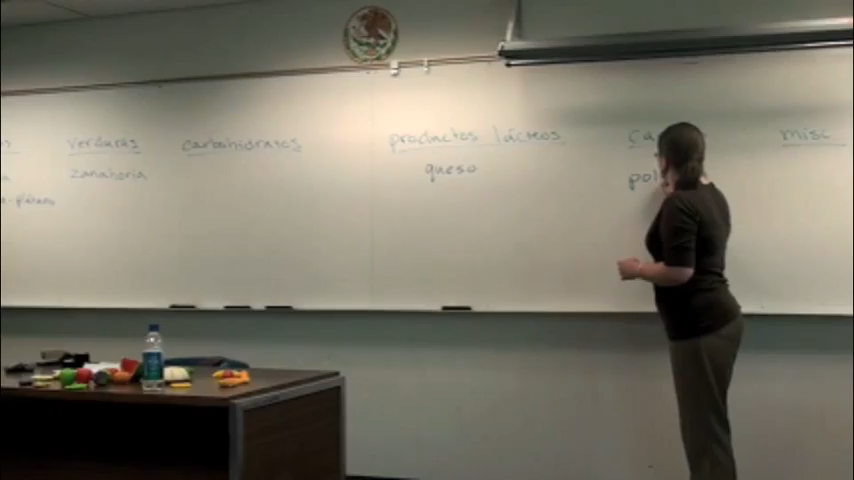 verduras
zanahoria
carbohidratos
productos lácteos
queso
misc